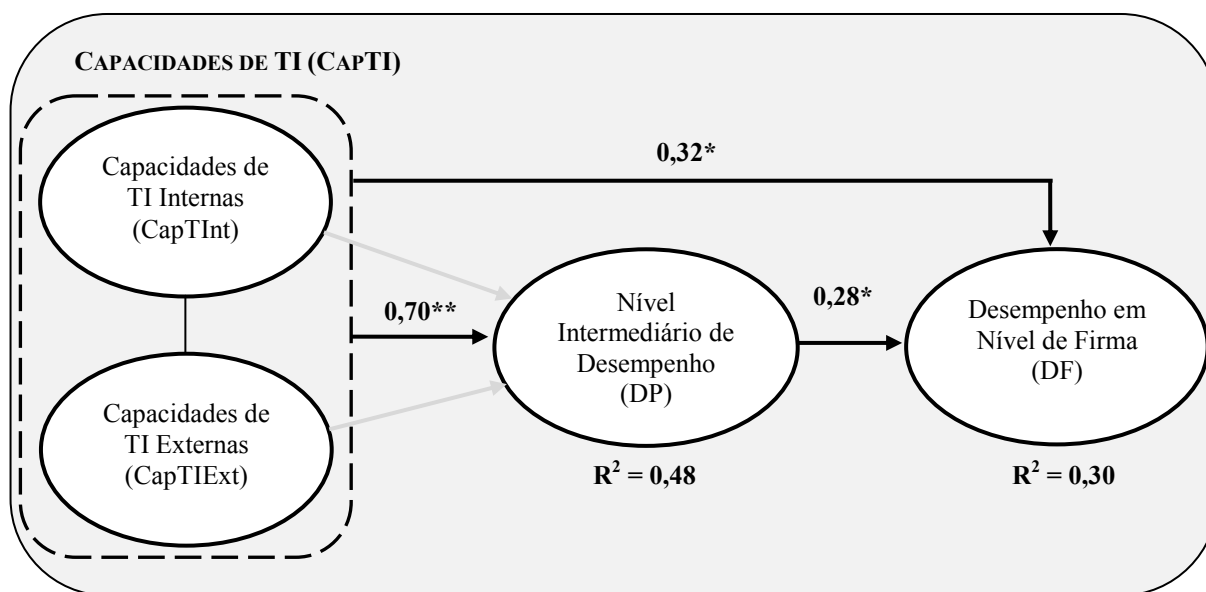 CAPACIDADES DE TI (CAPTI)
Capacidades de
TI Internas
(CapTInt)
0,32*
0,70**
Nível
Intermediário de
Desempenho
(DP)
0,28*
Desempenho em
Nível de Firma
(DF)
Capacidades de
TI Externas
(CapTIExt)
R² = 0,48
R² = 0,30